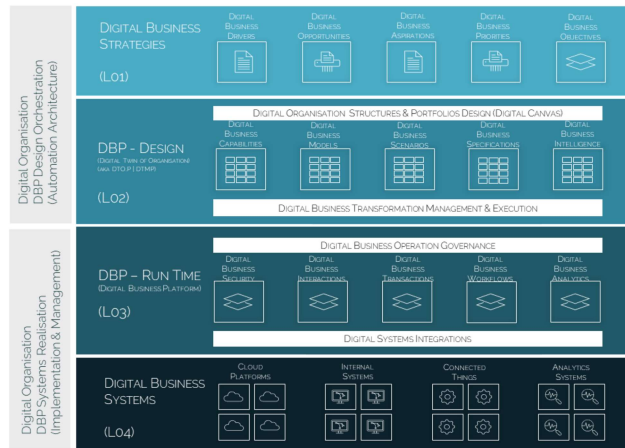 Digital Organisation
DBP Design Orchestration
(Automation Architecture)
DIGITAL BUSINESS
STRATEGIES
(L01)
DIGITAL
BUSINESS
DRIVERS
DIGITAL
BUSINESS
OPPORTUNITIES
DIGITAL
BUSINESS
ASPIRATIONS
DIGITAL
BUSINESS
PRIORITIES
DIGITAL
BUSINESS
OBJECTIVES
DIGITAL ORGANISATION STRUCTURES & PORTFOLIOS DESIGN (DIGITAL CANVAS)
DBP - DESIGN
(DIGITAL TWIN OF ORGANISATION)
(AKA DTO.P | DTMP)
(L02)
DIGITAL
BUSINESS
CAPABILITIES
DIGITAL
BUSINESS
MODELS
DIGITAL
BUSINESS
SCENARIOS
DIGITAL
BUSINESS
SPECIFICATIONS
DIGITAL
BUSINESS
INTELLIGENCE
DIGITAL BUSINESS TRANSFORMATION MANAGEMENT & EXECUTION
Digital Organisation
DBP Systems Realisation
(Implementation & Management)
DIGITAL BUSINESS OPERATION GOVERNANCE
DBP – RUN TIME
(DIGITAL BUSINESS PLATFORM)
(L03)
DIGITAL
BUSINESS
SECURITY
DIGITAL
BUSINESS
INTERACTIONS
DIGITAL
BUSINESS
TRANSACTIONS
DIGITAL
BUSINESS
WORKFLOWS
DIGITAL
BUSINESS
ANALYTICS
DIGITAL SYSTEMS INTEGRATIONS
DIGITAL BUSINESS
SYSTEMS
(L04)
CLOUD
PLATFORMS
INTERNAL
SYSTEMS
CONNECTED
THINGS
ANALYTICS
SYSTEMS